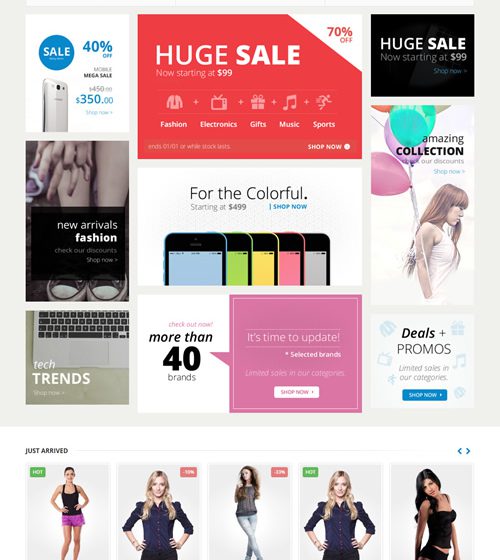 SALE
40%
OFF
MOBILE
MEGA SALE
$450.00
$350.00
Shop now >
HUGE SALE
Now starting at $99
70%
OFF
+ + + +
Fashion Electronics Gifts Music Sports
ends 01/01 or while stock lasts.
SHOP NOW
HUGE SALE
Now starting at $99
Shop now >
new arrivals
fashion
check our discounts
Shop now >
For the Colorful.
Starting at $499 | SHOP NOW
amazing
COLLECTION
check our discounts
Shop now >
tech
TRENDS
check out now!
more than
40
brands
It's time to update!
* Selected brands
Limited sales in
our categories.
SHOP NOW
Deals +
PROMOS
Limited sales in
our categories.
SHOP NOW
JUST ARRIVED
HOT
-10%
-33%
HOT